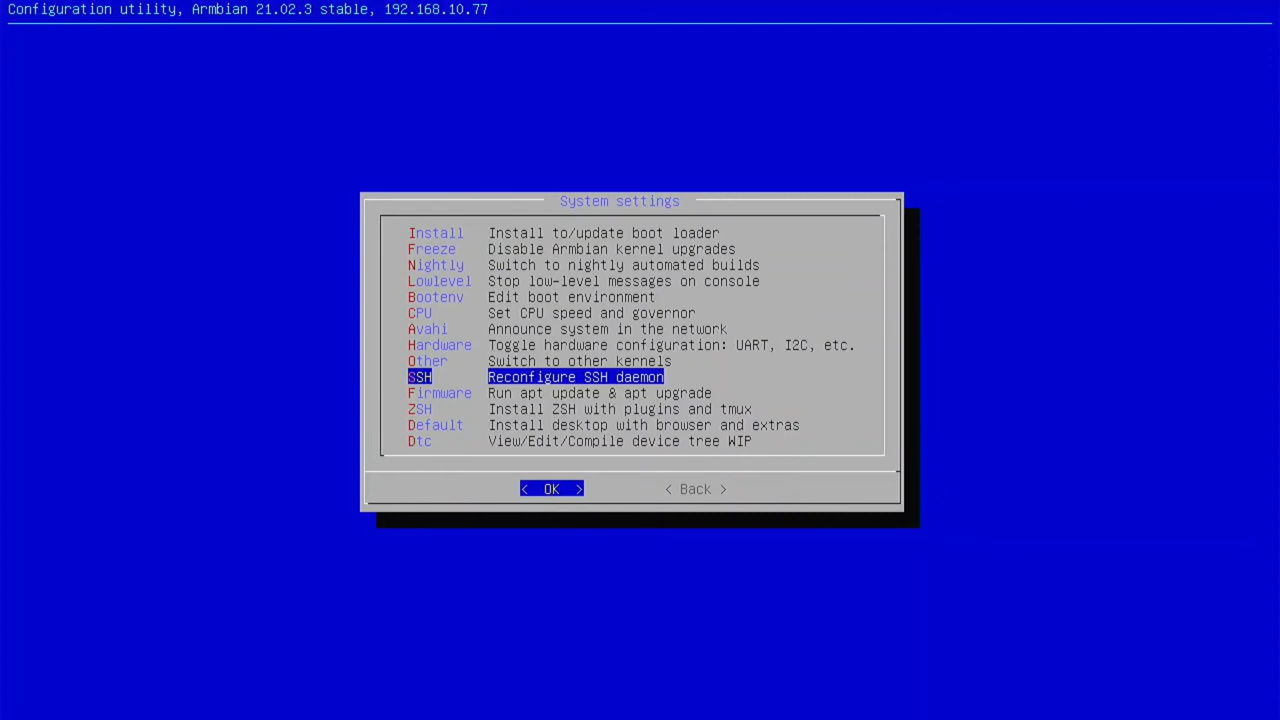 Configuration utility, Armbian 21.02.3 stable, 192.168.10.77
System settings
Install Install to/update boot loader
Freeze Disable Armbian kernel upgrades
Nightly Switch to nightly automated builds
Lowlevel Stop low-level messages on console
Bootenv Edit boot environment
CPU Set CPU speed and governor
Avahi Announce system in the network
Hardware Toggle hardware configuration: UART, I2C, etc.
Other Switch to other kernels
SSH Reconfigure SSH daemon
Firmware Run apt update & apt upgrade
ZSH Install ZSH with plugins and tmux
Default Install desktop with browser and extras
Dtc View/Edit/Compile device tree WIP
< OK > < Back >